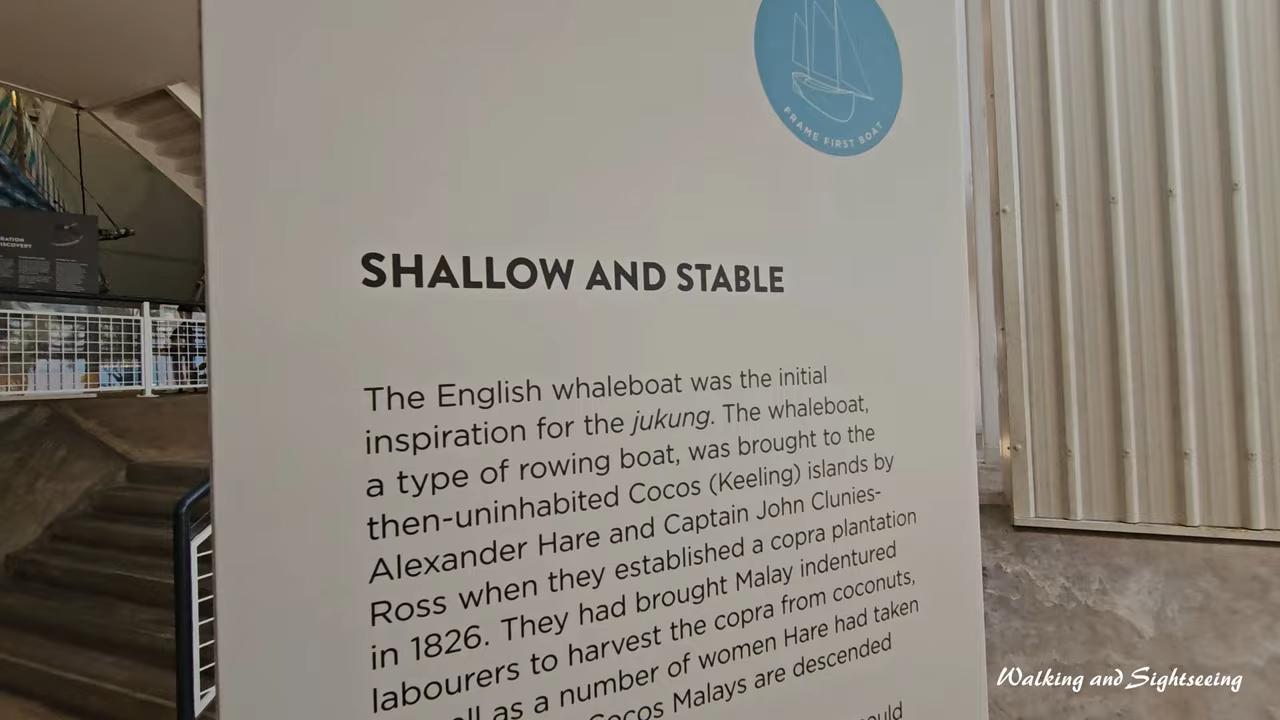 FRAME FIRST BOAT
SHALLOW AND STABLE
The English whaleboat was the initial
inspiration for the jukung. The whaleboat,
a type of rowing boat, was brought to the
then-uninhabited Cocos (Keeling) islands by
Alexander Hare and Captain John Clunies-
Ross when they established a copra plantation
in 1826. They had brought Malay indentured
labourers to harvest the copra from coconuts,
as a number of women Hare had taken
Cocos Malays are descended
Walking and Sightseeing